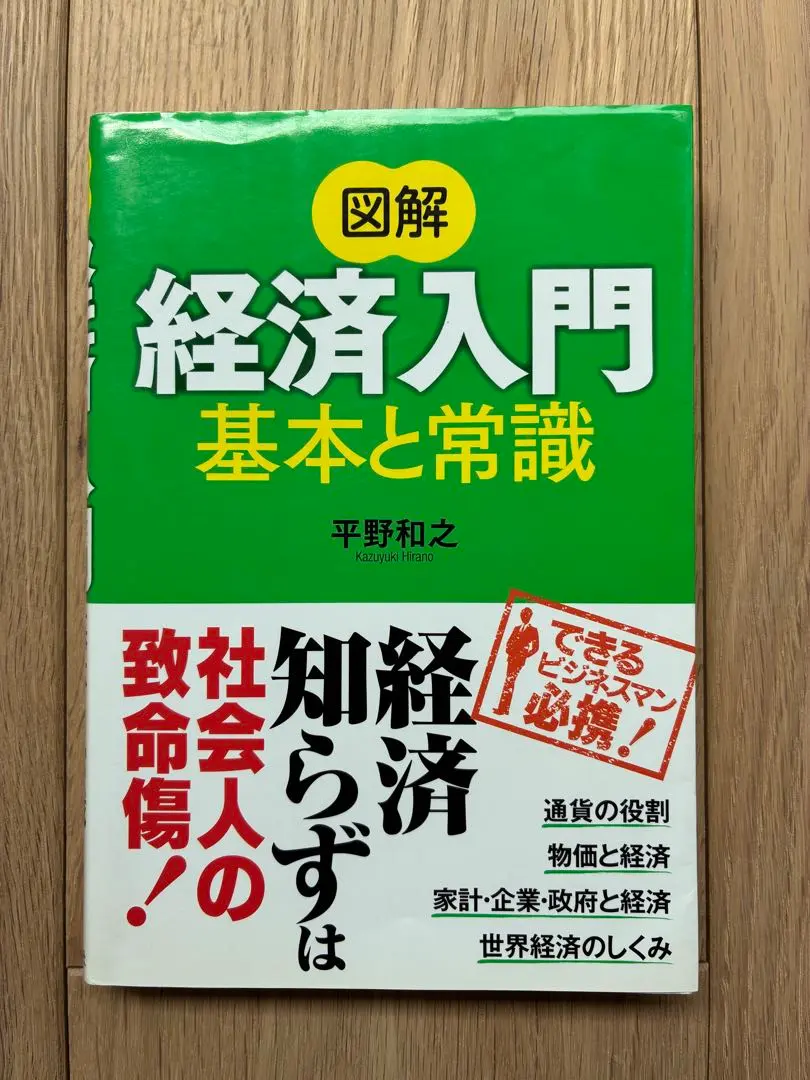 図解
経済入門
基本と常識
平野和之
Kazuyuki Hirano
経済
知らずは
社会人の
致命傷!
できる
ビジネスマン
必携!
通貨の役割
物価と経済
家計・企業・政府と経済
世界経済のしくみ